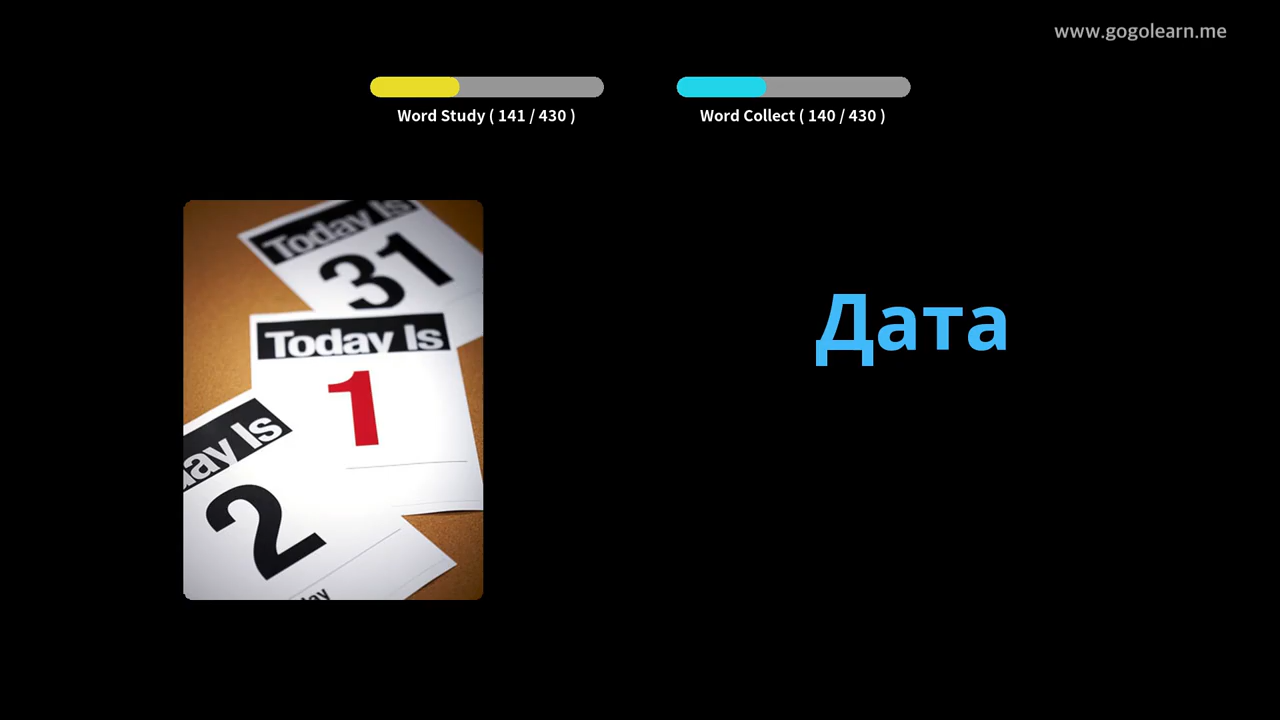 www.gogolearn.me
Word Study ( 141 / 430 )
Word Collect ( 140 / 430 )
Today Is
31
Today Is
1
ay Is
2
ay
Дата